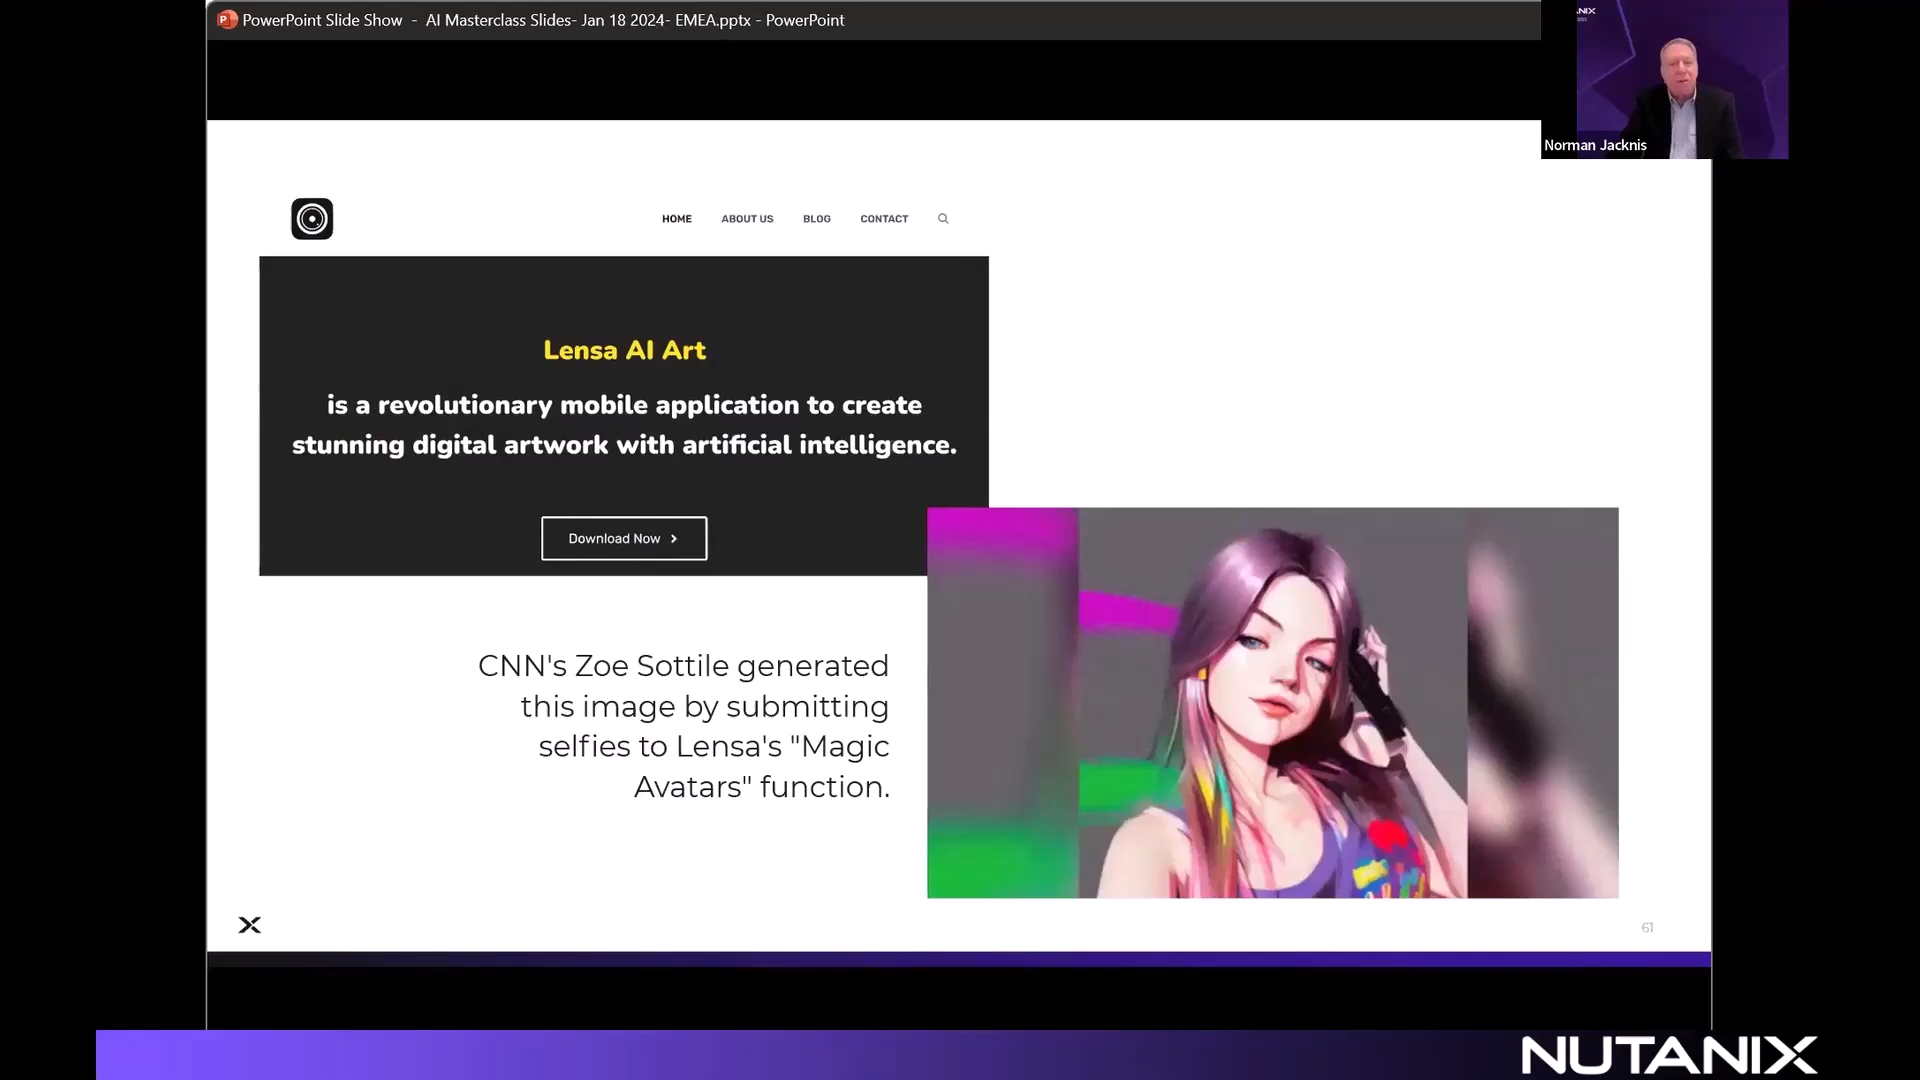 PowerPoint Slide Show - AI Masterclass Slides- Jan 18 2024- EMEA.pptx - PowerPoint
Norman Jacknis
HOME ABOUT US BLOG CONTACT
Lensa AI Art
is a revolutionary mobile application to create
stunning digital artwork with artificial intelligence.
Download Now >
CNN's Zoe Sottile generated
this image by submitting
selfies to Lensa's "Magic
Avatars" function.
61
NUTANIX